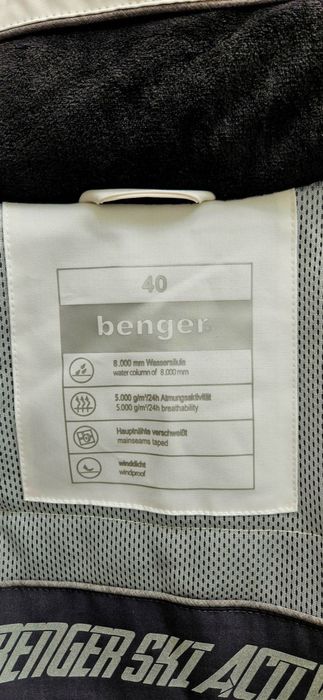 40
benger
8.000 mm Wassersäule
water column of 8.000 mm
5.000 g/m²/24h Atmungsaktivität
5.000 g/m²/24h breathability
Hauptnähte verschweißt
mainseams taped
winddicht
windproof
BENGER SKI ACTI